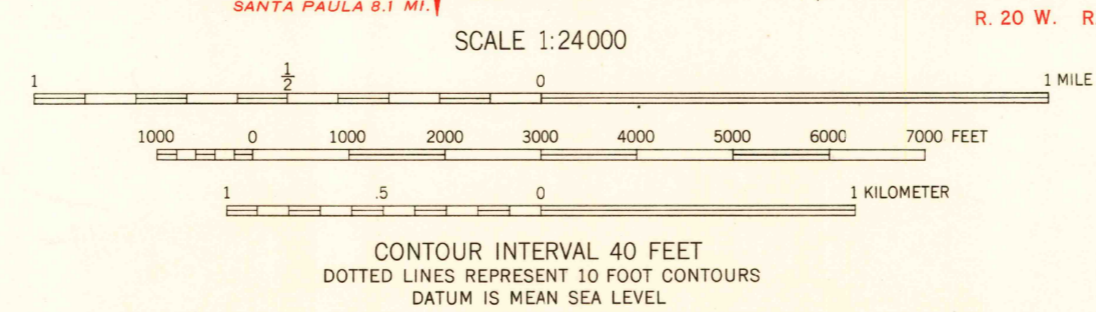 SANTA PAULA 8.1 MI.
R. 20 W. R
SCALE 1:24000
1 1/2 0 1 MILE
1000 0 1000 2000 3000 4000 5000 6000 7000 FEET
1 .5 0 1 KILOMETER
CONTOUR INTERVAL 40 FEET
DOTTED LINES REPRESENT 10 FOOT CONTOURS
DATUM IS MEAN SEA LEVEL